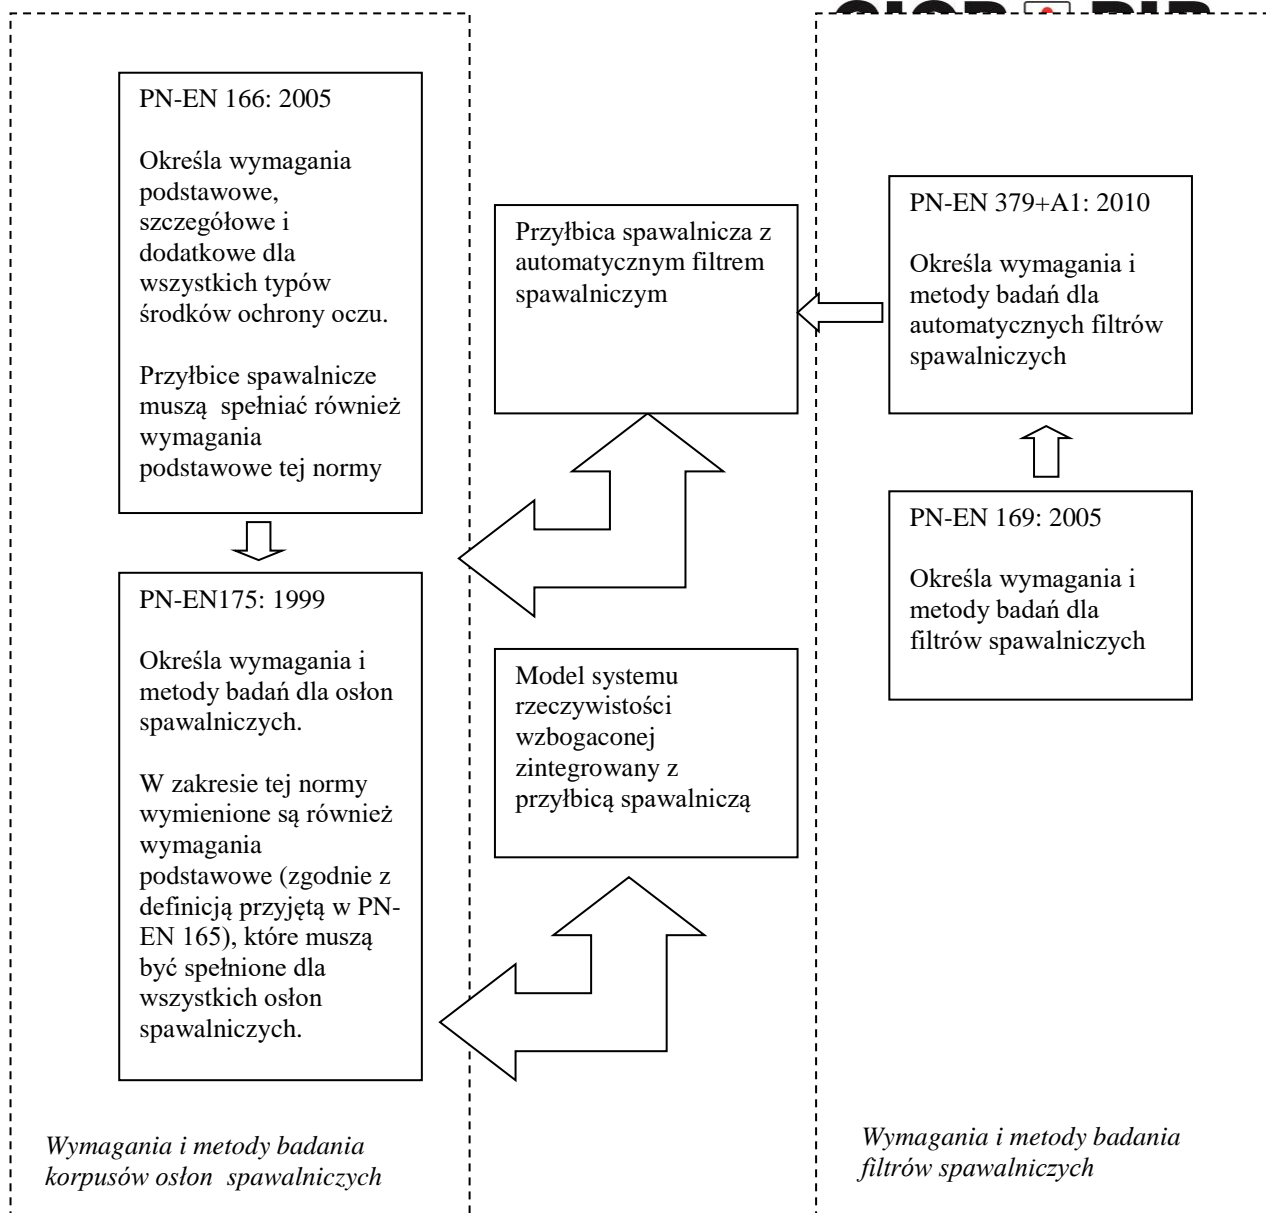 PN-EN 166: 2005
Określa wymagania
podstawowe,
szczegółowe i
dodatkowe dla
wszystkich typów
środków ochrony oczu.
Przyłbice spawalnicze
muszą spełniać również
wymagania
podstawowe tej normy
PN-EN175: 1999
Określa wymagania i
metody badań dla osłon
spawalniczych.
W zakresie tej normy
wymienione są również
wymagania
podstawowe (zgodnie z
definicją przyjętą w PN-
EN 165), które muszą
być spełnione dla
wszystkich osłon
spawalniczych.
Wymagania i metody badania
korpusów osłon spawalniczych
Przyłbica spawalnicza z
automatycznym filtrem
spawalniczym
Model systemu
rzeczywistości
wzbogaconej
zintegrowany z
przyłbicą spawalniczą
PN-EN 379+A1: 2010
Określa wymagania i
metody badań dla
automatycznych filtrów
spawalniczych
PN-EN 169: 2005
Określa wymagania i
metody badań dla
filtrów spawalniczych
Wymagania i metody badania
filtrów spawalniczych